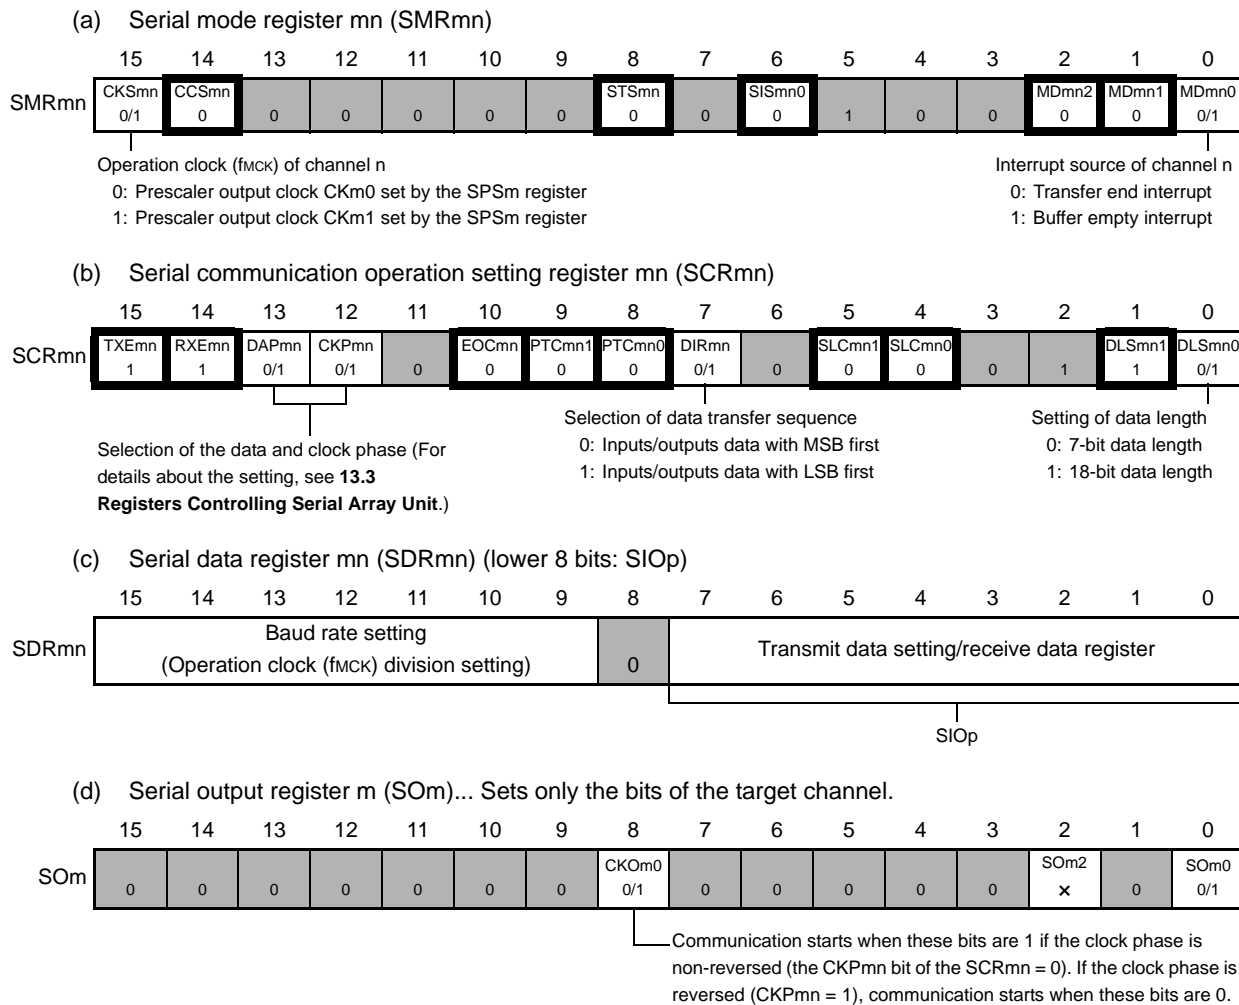 (a) Serial mode register mn (SMRmn)
15 14 13 12 11 10 9 8 7 6 5 4 3 2 1 0
SMRmn
CKSmn CCSmn STSmn SISmn0 MDmn2 MDmn1 MDmn0
0/1 0 0 0 0 0 0 0 0 0 1 0 0 0 0 0/1
Operation clock (fMCK) of channel n
0: Prescaler output clock CKm0 set by the SPSm register
1: Prescaler output clock CKm1 set by the SPSm register
Interrupt source of channel n
0: Transfer end interrupt
1: Buffer empty interrupt
(b) Serial communication operation setting register mn (SCRmn)
15 14 13 12 11 10 9 8 7 6 5 4 3 2 1 0
SCRmn
TXEmn RXEmn DAPmn CKPmn EOCmn PTCmn1 PTCmn0 DIRmn SLCmn1 SLCmn0 DLSmn1 DLSmn0
1 1 0/1 0/1 0 0 0 0 0/1 0 0 0 0 1 1 0/1
Selection of the data and clock phase (For
details about the setting, see 13.3
Registers Controlling Serial Array Unit.)
Selection of data transfer sequence
0: Inputs/outputs data with MSB first
1: Inputs/outputs data with LSB first
Setting of data length
0: 7-bit data length
1: 18-bit data length
(c) Serial data register mn (SDRmn) (lower 8 bits: SIOp)
15 14 13 12 11 10 9 8 7 6 5 4 3 2 1 0
SDRmn
Baud rate setting
(Operation clock (fMCK) division setting)
0
Transmit data setting/receive data register
SIOp
(d) Serial output register m (SOm)... Sets only the bits of the target channel.
15 14 13 12 11 10 9 8 7 6 5 4 3 2 1 0
SOm
CKOm0 SOm2 SOm0
0 0 0 0 0 0 0 0/1 0 0 0 0 0 × 0 0/1
Communication starts when these bits are 1 if the clock phase is
non-reversed (the CKPmn bit of the SCRmn = 0). If the clock phase is
reversed (CKPmn = 1), communication starts when these bits are 0.